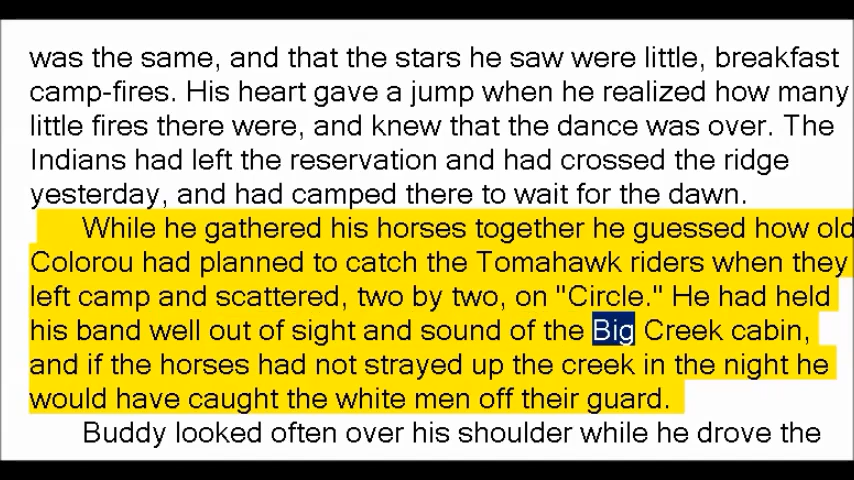 was the same, and that the stars he saw were little, breakfast
camp-fires. His heart gave a jump when he realized how many
little fires there were, and knew that the dance was over. The
Indians had left the reservation and had crossed the ridge
yesterday, and had camped there to wait for the dawn.
While he gathered his horses together he guessed how old
Colorou had planned to catch the Tomahawk riders when they
left camp and scattered, two by two, on "Circle." He had held
his band well out of sight and sound of the Big Creek cabin,
and if the horses had not strayed up the creek in the night he
would have caught the white men off their guard.
Buddy looked often over his shoulder while he drove the